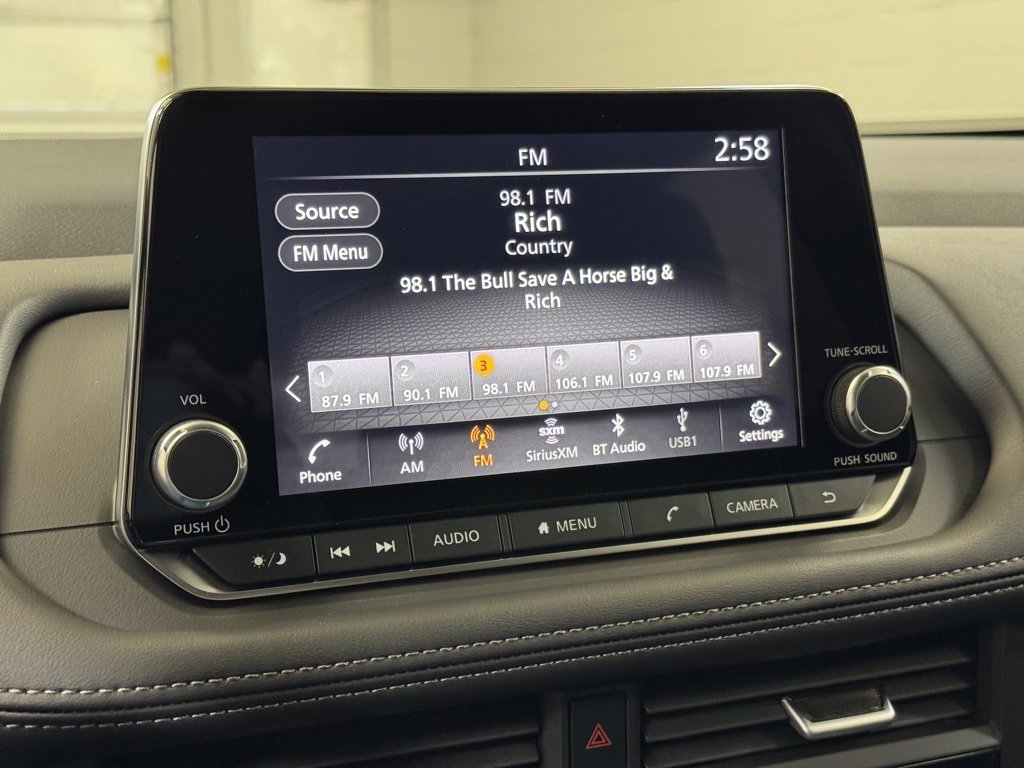 FM
2:58
Source
98.1 FM
Rich
Country
FM Menu
98.1 The Bull Save A Horse Big &
Rich
1
2
3
4
5
6
87.9 FM
90.1 FM
98.1 FM
106.1 FM
107.9 FM
107.9 FM
Phone
AM
FM
sxm
SiriusXM
BT Audio
USB1
Settings
VOL
PUSH
TUNE·SCROLL
PUSH SOUND
AUDIO
MENU
CAMERA